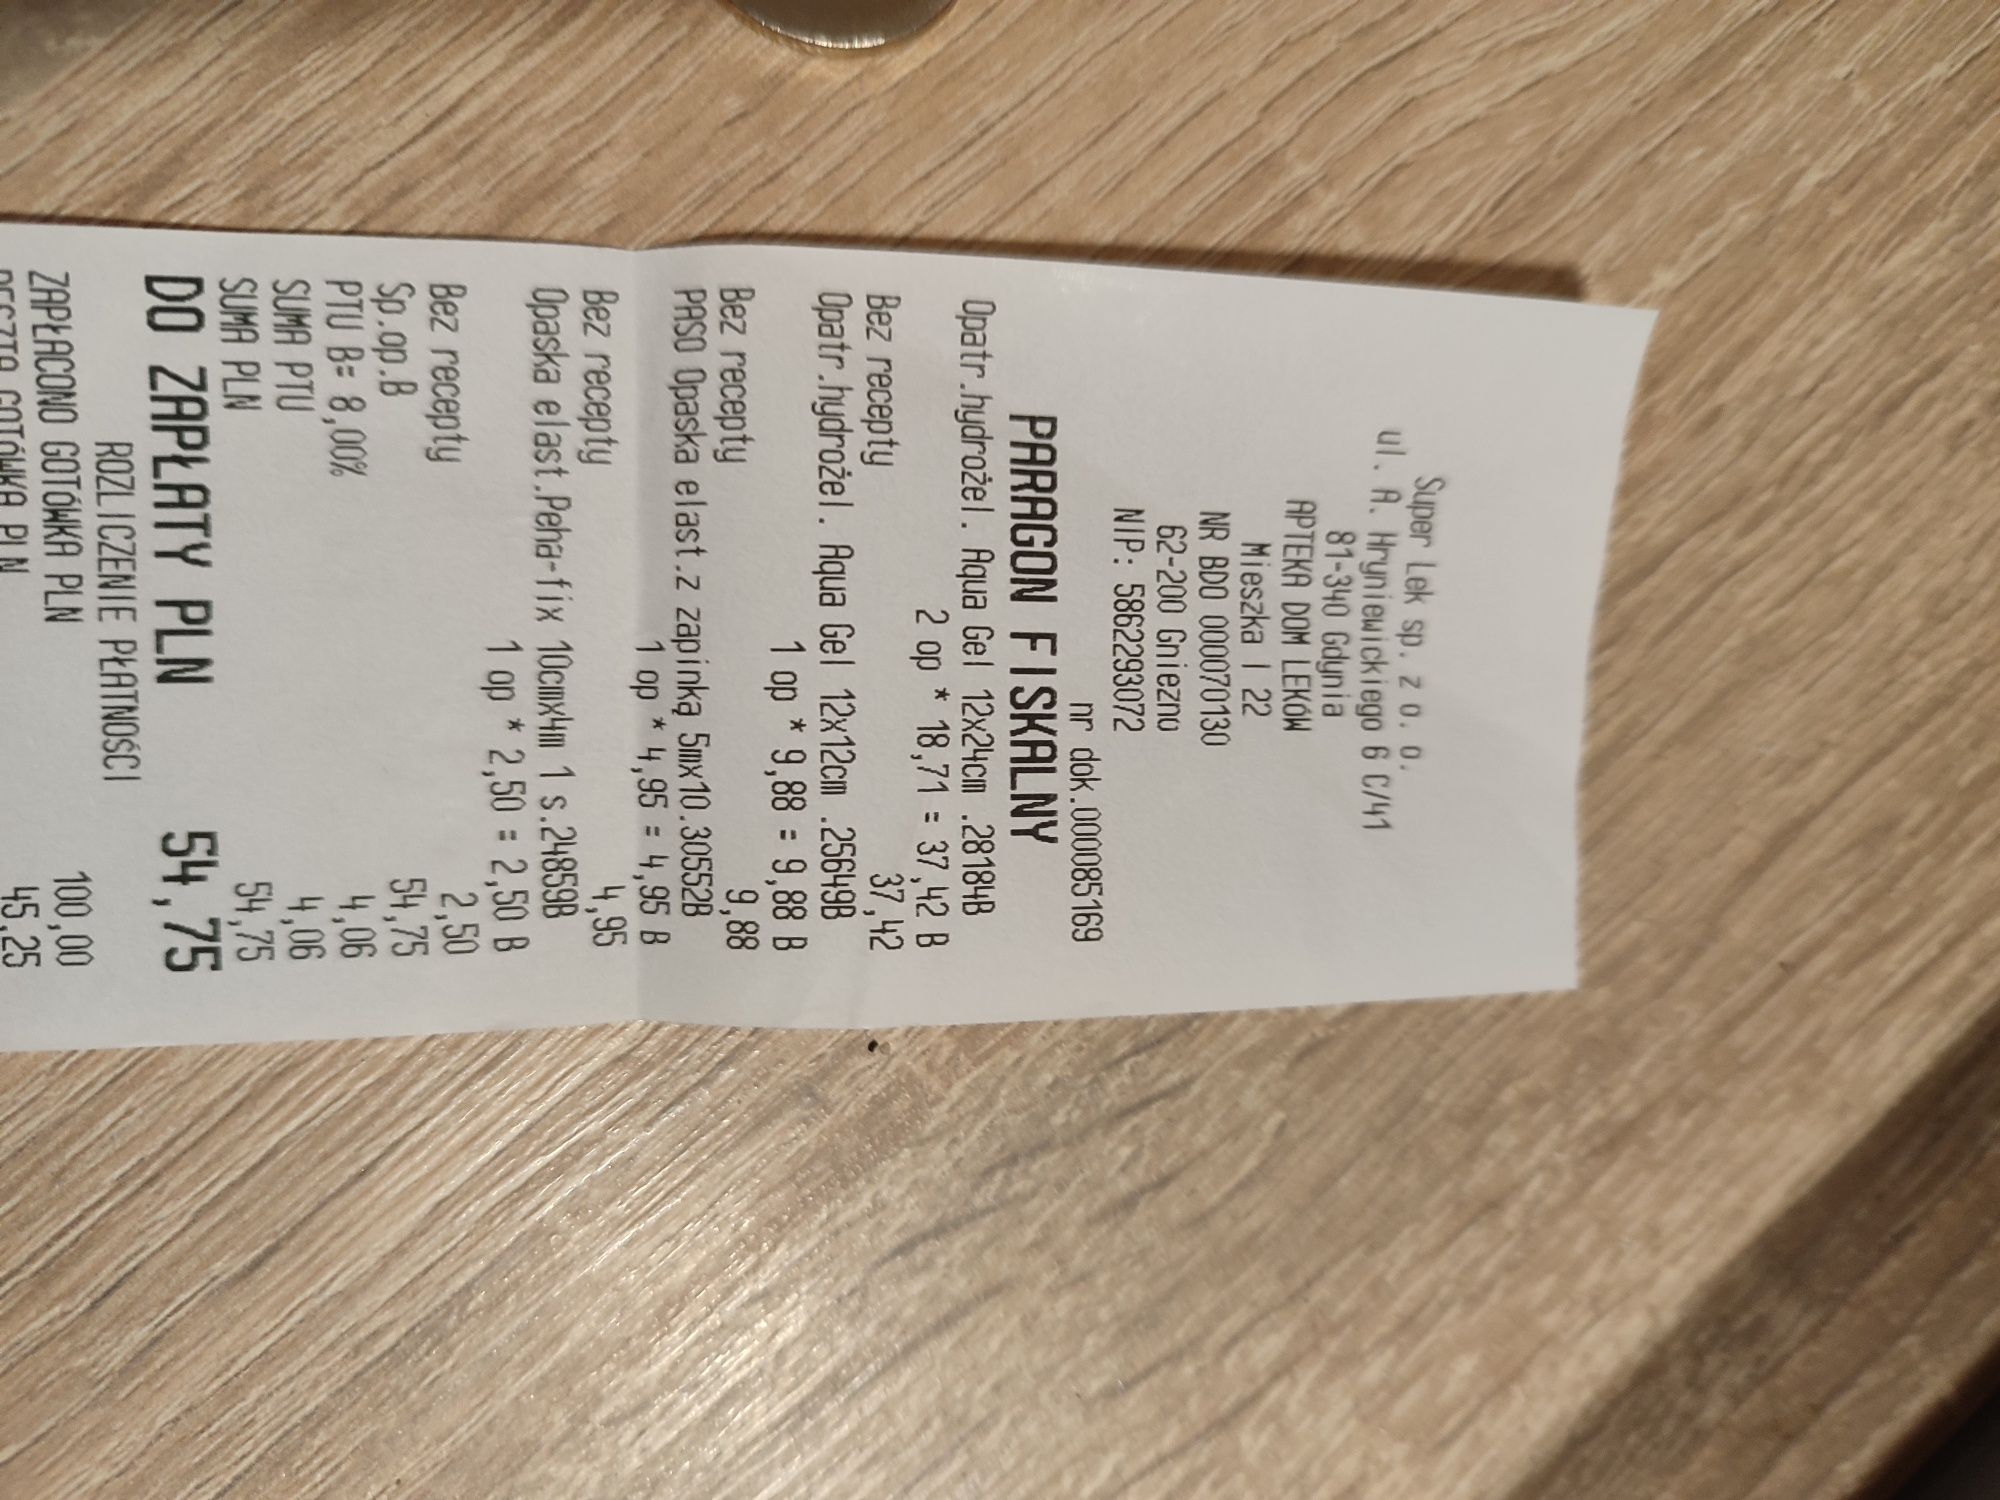 Super Lek sp. z o. o.
ul. A. Hryniewickiego 6 C/41
81-340 Gdynia
APTEKA DOM LEKÓW
Mieszka I 22
NR BDO 000070130
62-200 Gniezno
NIP: 5862293072
nr dok.000085169
PARAGON FISKALNY
Opatr.hydrożel. Aqua Gel 12x24cm .28184B
2 op * 18,71 = 37,42 B
Bez recepty 37,42
Opatr.hydrożel. Aqua Gel 12x12cm .25649B
1 op * 9,88 = 9,88 B
Bez recepty 9,88
PASO Opaska elast.z zapinką 5mx10.30552B
1 op * 4,95 = 4,95 B
Bez recepty 4,95
Opaska elast.Peha-fix 10cmx4m 1 s.24859B
1 op * 2,50 = 2,50 B
Bez recepty 2,50
Sp.op.B 54,75
PTU B= 8,00% 4,06
SUMA PTU 4,06
SUMA PLN 54,75
DO ZAPŁATY PLN 54,75
ROZLICZENIE PŁATNOŚCI
ZAPŁACONO GOTÓWKA PLN 100,00
RESZTA GOTÓWKA PLN 45,25